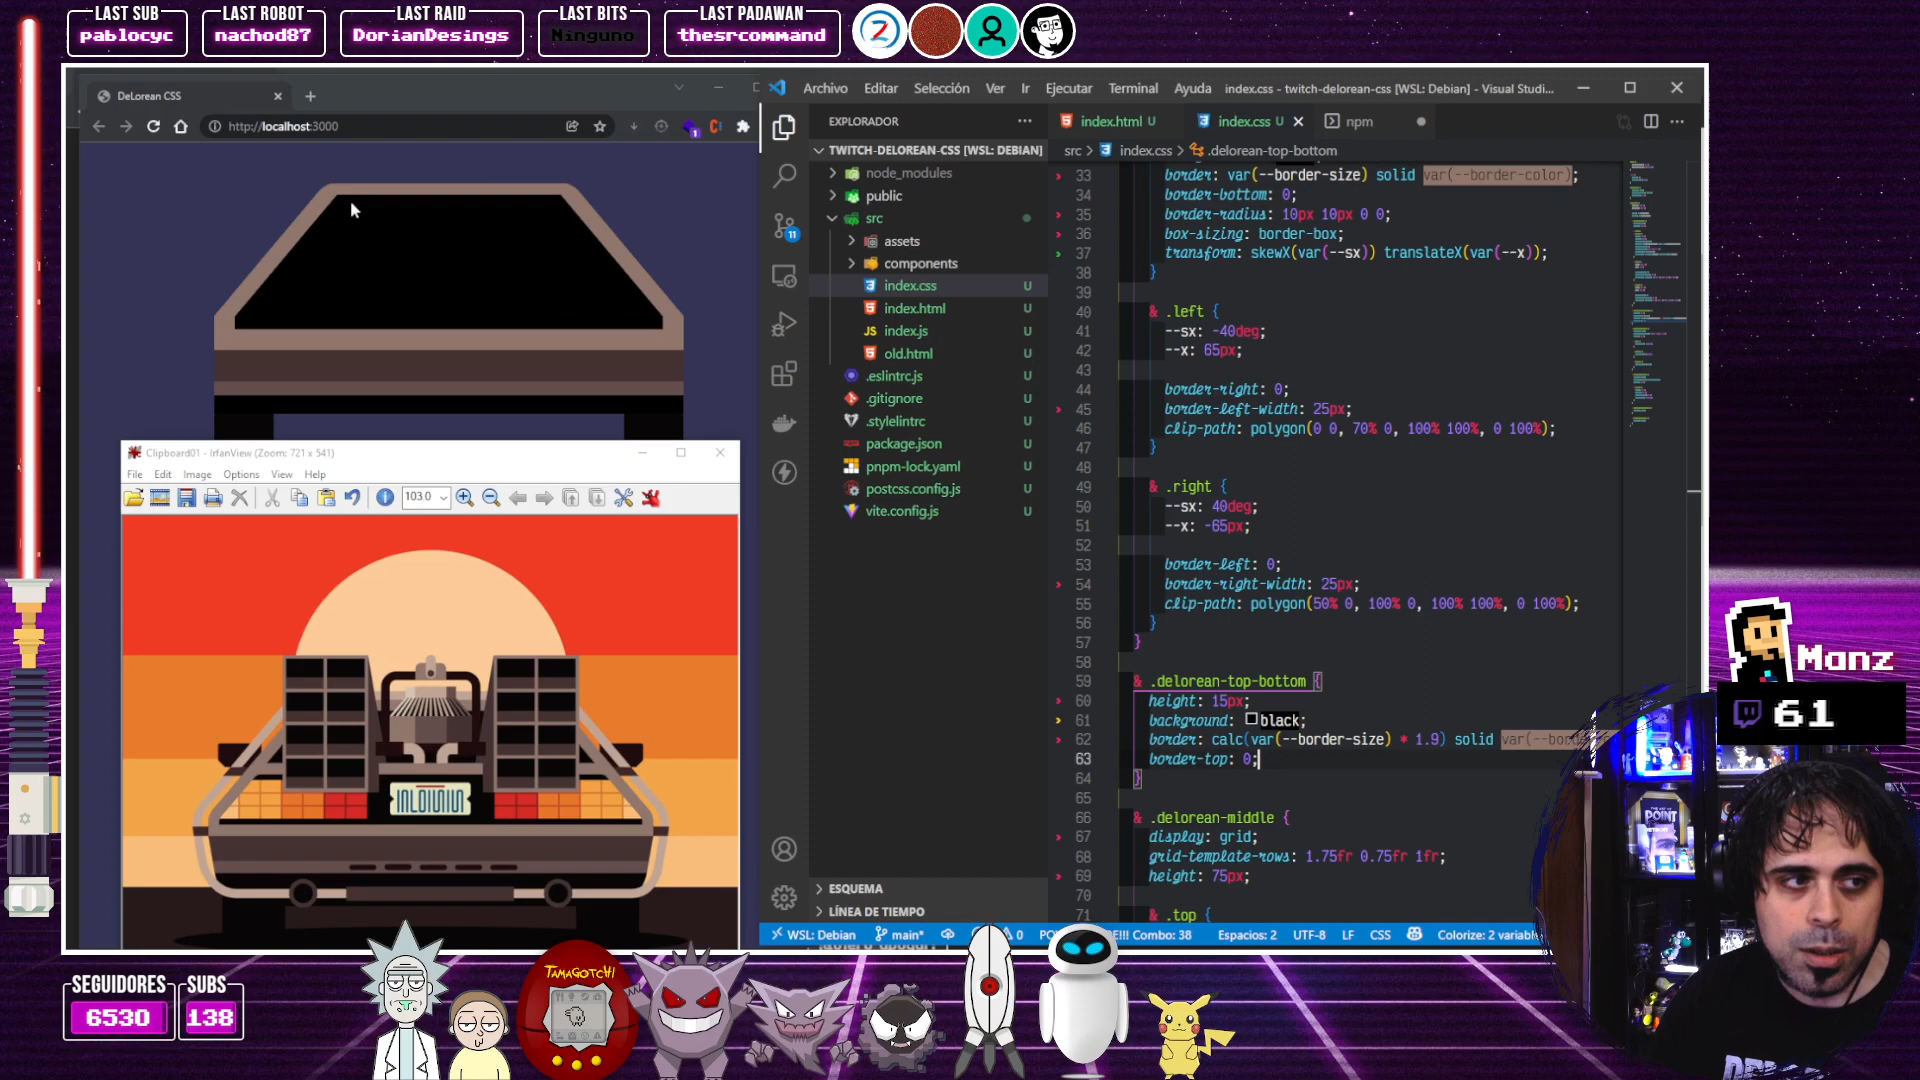 LAST SUB
pablocyc
LAST ROBOT
nachod87
LAST RAID
DorianDesings
LAST BITS
Ninguno
LAST PADAWAN
thesrcommand
DeLorean CSS
http://localhost:3000
Archivo Editar Selección Ver Ir Ejecutar Terminal Ayuda
index.css - twitch-delorean-css [WSL: Debian] - Visual Studi...
EXPLORADOR
TWITCH-DELOREAN-CSS [WSL: DEBIAN]
node_modules
public
src
assets
components
index.css U
index.html U
index.js U
old.html U
.eslintrc.js U
.gitignore U
.stylelintrc U
package.json U
pnpm-lock.yaml U
postcss.config.js U
vite.config.js U
ESQUEMA
LÍNEA DE TIEMPO
11
index.html U
index.css U
npm
src > index.css > .delorean-top-bottom
33 border: var(--border-size) solid var(--border-color);
34 border-bottom: 0;
35 border-radius: 10px 10px 0 0;
36 box-sizing: border-box;
37 transform: skewX(var(--sx)) translateX(var(--x));
38 }
39
40 & .left {
41 --sx: -40deg;
42 --x: 65px;
43
44 border-right: 0;
45 border-left-width: 25px;
46 clip-path: polygon(0 0, 70% 0, 100% 100%, 0 100%);
47 }
48
49 & .right {
50 --sx: 40deg;
51 --x: -65px;
52
53 border-left: 0;
54 border-right-width: 25px;
55 clip-path: polygon(50% 0, 100% 0, 100% 100%, 0 100%);
56 }
57 }
58
59 & .delorean-top-bottom {
60 height: 15px;
61 background: black;
62 border: calc(var(--border-size) * 1.9) solid
63 border-top: 0;
64 }
65
66 & .delorean-middle {
67 display: grid;
68 grid-template-rows: 1.75fr 0.75fr 1fr;
69 height: 75px;
70
71 & .top {
WSL: Debian main* 0
Combo: 38 Espacios: 2 UTF-8 LF CSS
Clipboard01 - IrfanView (Zoom: 721 x 541)
File Edit Image Options View Help
103.0
Manz
61
SEGUIDORES
6530
SUBS
138
TAMAGOTCHI